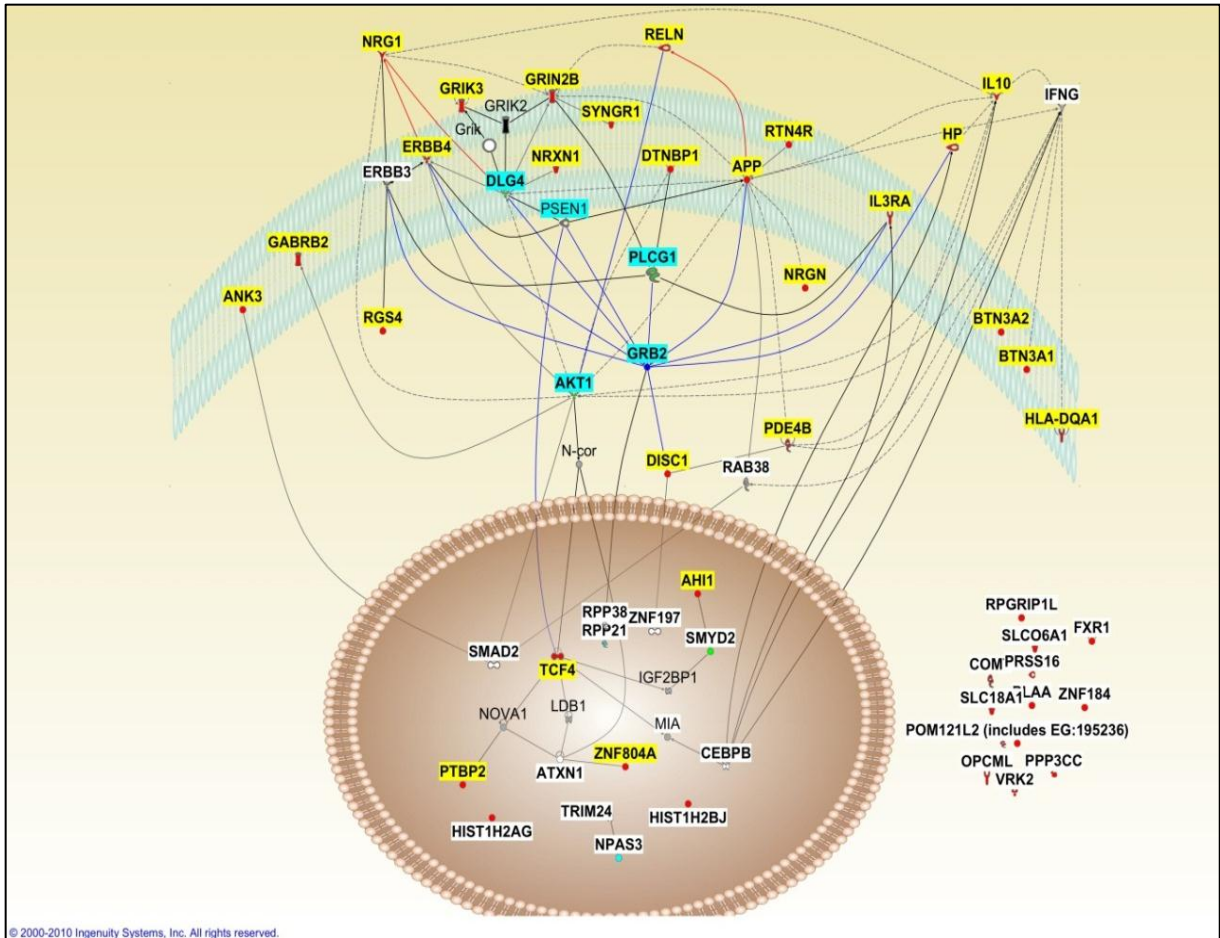 NRG1
RELN
GRIK3
GRIN2B
IL10
IFNG
GRIK2
SYNGR1
Grik
RTN4R
HP
ERBB4
ERBB3
NRXN1
DTNBP1
APP
DLG4
PSEN1
IL3RA
GABRB2
PLCG1
NRGN
ANK3
RGS4
BTN3A2
GRB2
BTN3A1
AKT1
HLA-DQA1
PDE4B
N-cor
DISC1
RAB38
AHI1
RPP38
ZNF197
RPP21
SMYD2
SMAD2
TCF4
IGF2BP1
NOVA1
LDB1
MIA
CEBPB
ZNF804A
PTBP2
ATXN1
TRIM24
HIST1H2BJ
HIST1H2AG
NPAS3
RPGRIP1L
FXR1
SLCO6A1
COM
PRSS16
SLC18A1
LAA
ZNF184
POM121L2 (includes EG:195236)
OPCML
PPP3CC
VRK2
© 2000-2010 Ingenuity Systems, Inc. All rights reserved.